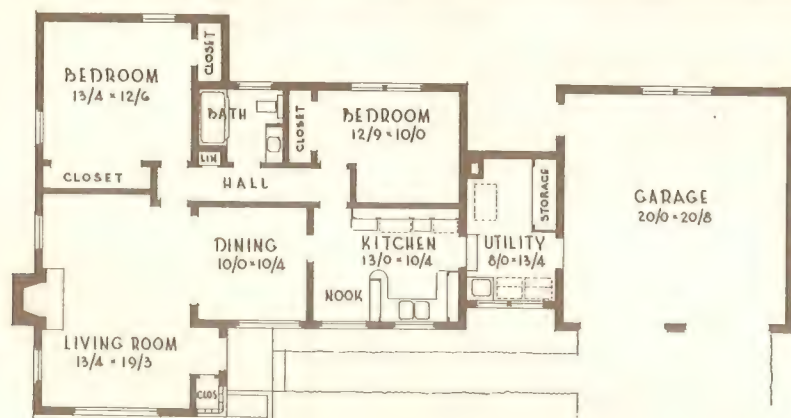 BEDROOM
13/4 = 12/6
CLOSET
CLOSET
BATH
LIN
CLOSET
BEDROOM
12/9 = 10/0
HALL
DINING
10/0 = 10/4
KITCHEN
13/0 = 10/4
NOOK
UTILITY
8/0 = 13/4
STORAGE
GARAGE
20/0 = 20/8
LIVING ROOM
13/4 = 19/3
CLOS